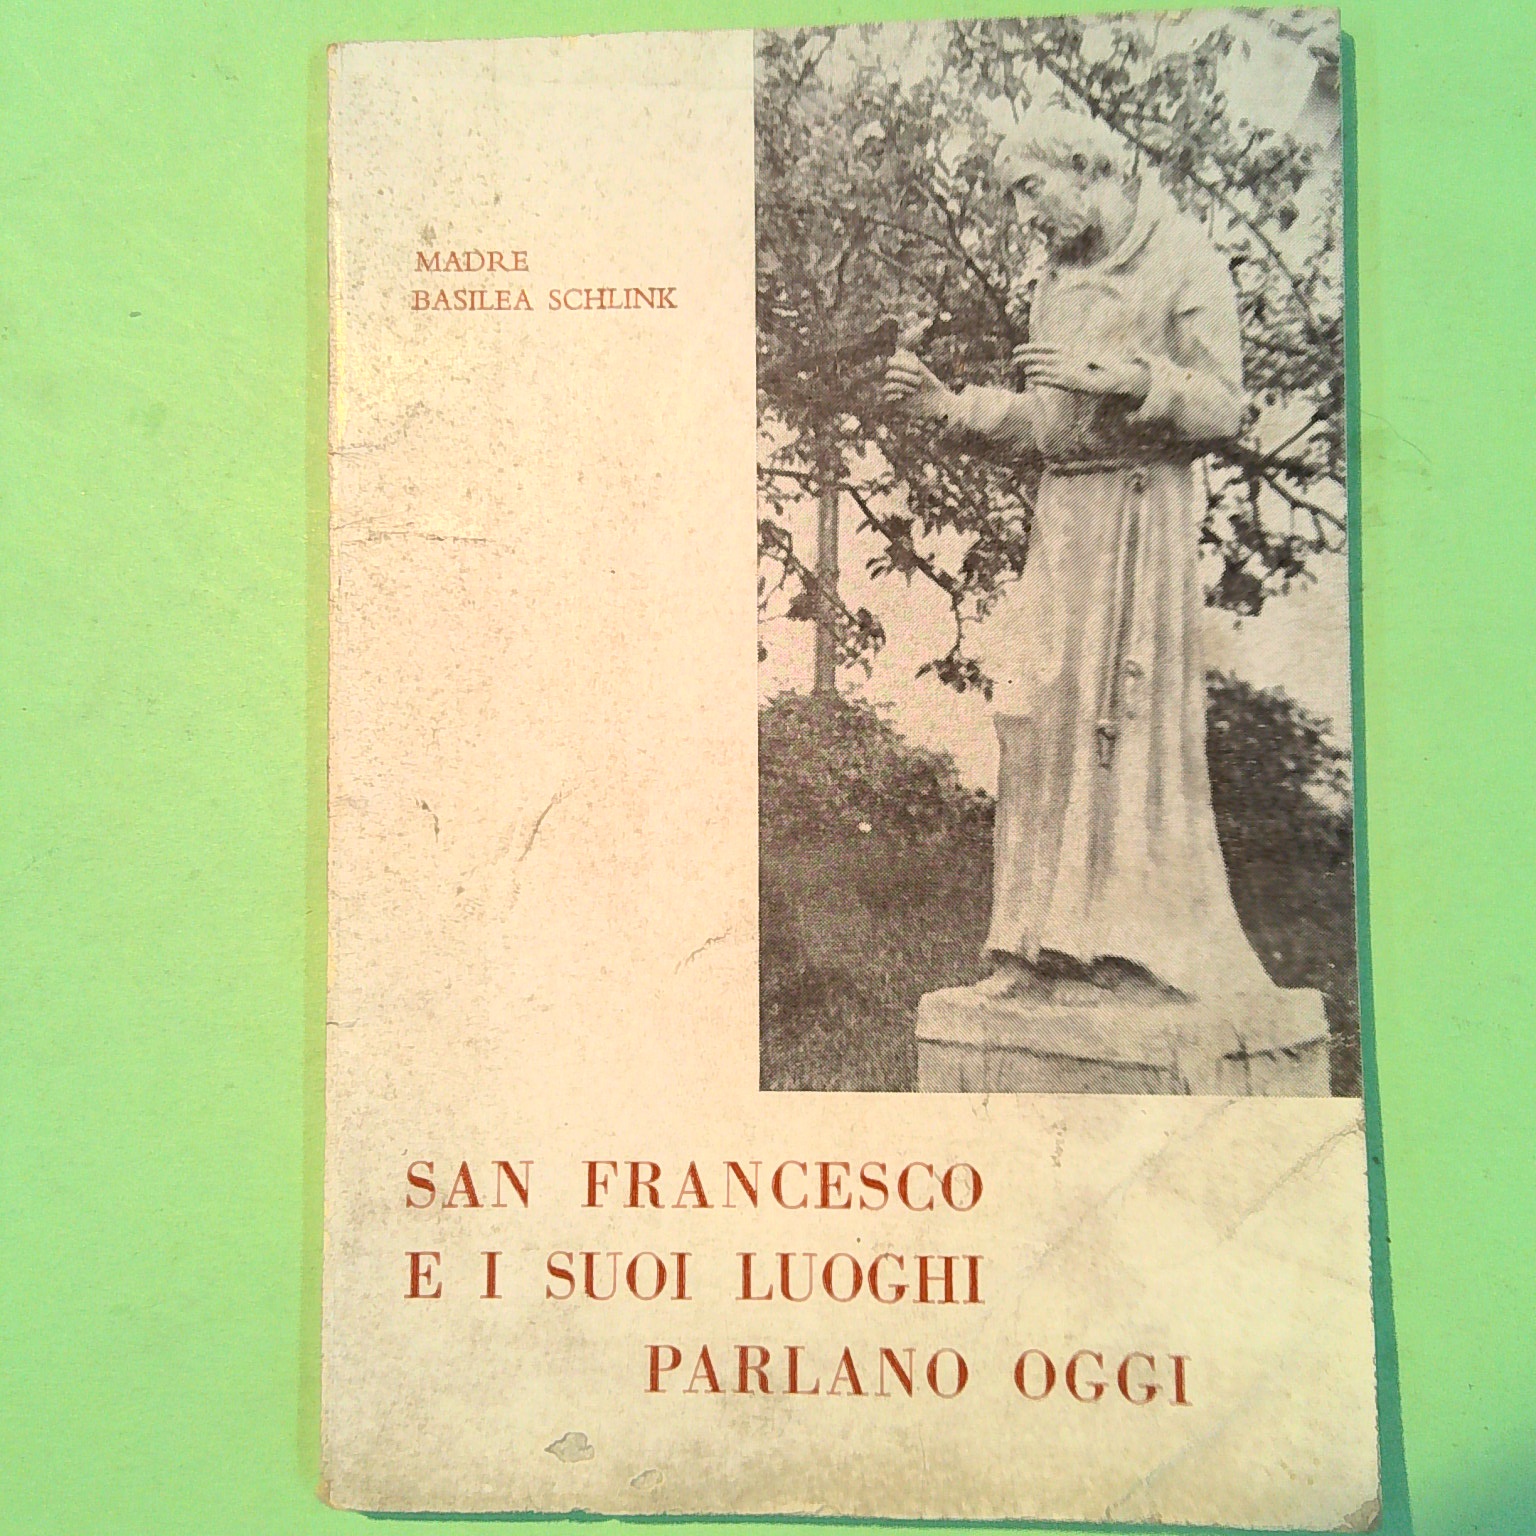 MADRE
BASILEA SCHLINK
SAN FRANCESCO
E I SUOI LUOGHI
PARLANO OGGI